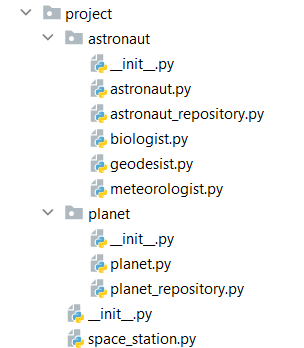 project
astronaut
__init__.py
astronaut.py
astronaut_repository.py
biologist.py
geodesist.py
meteorologist.py
planet
__init__.py
planet.py
planet_repository.py
__init__.py
space_station.py